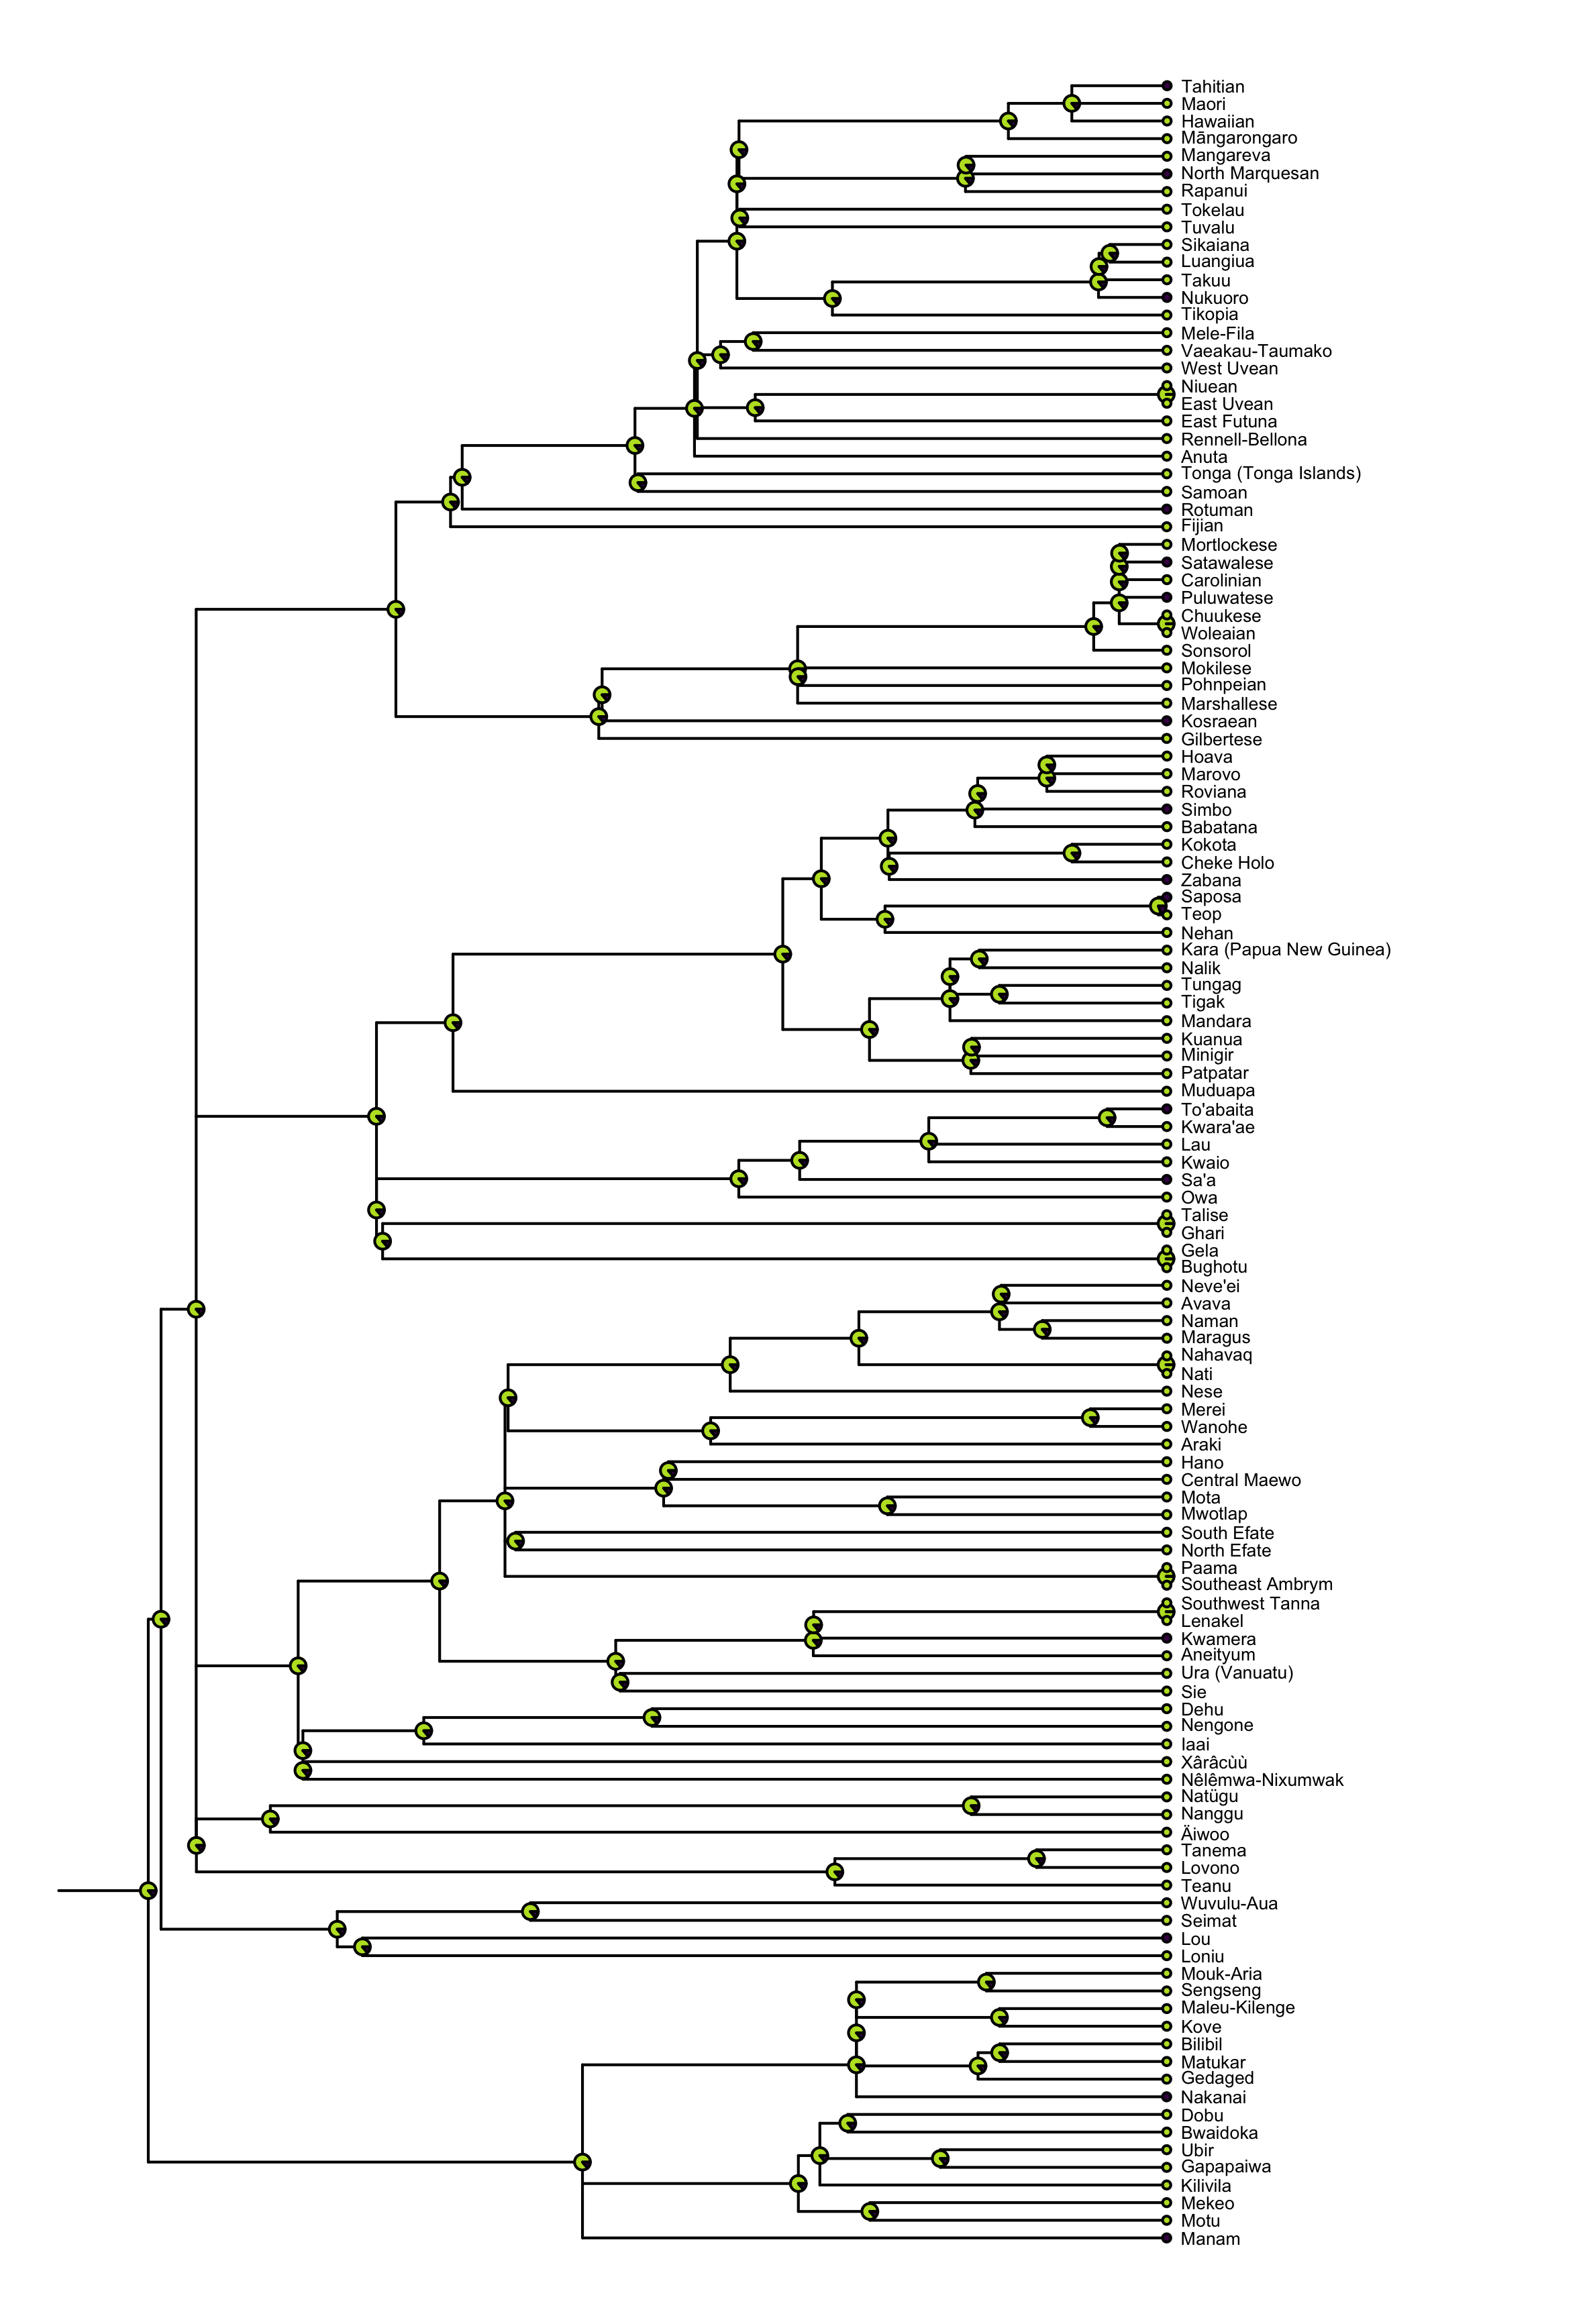 Tahitian
Maori
Hawaiian
Māngarongaro
Mangareva
North Marquesan
Rapanui
Tokelau
Tuvalu
Sikaiana
Luangiua
Takuu
Nukuoro
Tikopia
Mele-Fila
Vaeakau-Taumako
West Uvean
Niuean
East Uvean
East Futuna
Rennell-Bellona
Anuta
Tonga (Tonga Islands)
Samoan
Rotuman
Fijian
Mortlockese
Satawalese
Carolinian
Puluwatese
Chuukese
Woleaian
Sonsorol
Mokilese
Pohnpeian
Marshallese
Kosraean
Gilbertese
Hoava
Marovo
Roviana
Simbo
Babatana
Kokota
Cheke Holo
Zabana
Saposa
Teop
Nehan
Kara (Papua New Guinea)
Nalik
Tungag
Tigak
Mandara
Kuanua
Minigir
Patpatar
Muduapa
To'abaita
Kwara'ae
Lau
Kwaio
Sa'a
Owa
Talise
Ghari
Gela
Bughotu
Neve'ei
Avava
Naman
Maragus
Nahavaq
Nati
Nese
Merei
Wanohe
Araki
Hano
Central Maewo
Mota
Mwotlap
South Efate
North Efate
Paama
Southeast Ambrym
Southwest Tanna
Lenakel
Kwamera
Aneityum
Ura (Vanuatu)
Sie
Dehu
Nengone
Iaai
Xârâcùù
Nêlêmwa-Nixumwak
Natügu
Nanggu
Äiwoo
Tanema
Lovono
Teanu
Wuvulu-Aua
Seimat
Lou
Loniu
Mouk-Aria
Sengseng
Maleu-Kilenge
Kove
Bilibil
Matukar
Gedaged
Nakanai
Dobu
Bwaidoka
Ubir
Gapapaiwa
Kilivila
Mekeo
Motu
Manam